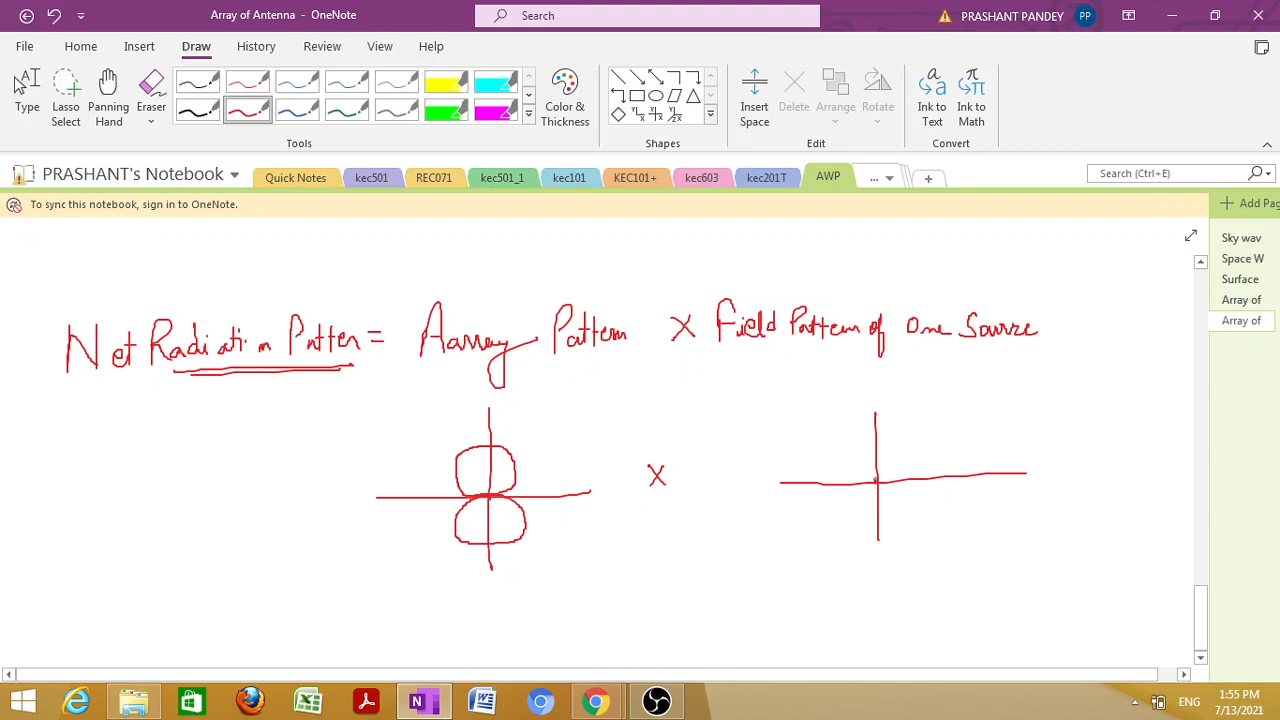 Array of Antenna - OneNote
Search
PRASHANT PANDEY
PP
File Home Insert Draw History Review View Help
Type
Lasso Select
Panning Hand
Eraser
Color & Thickness
Insert Space
Delete
Arrange
Rotate
Ink to Text
Ink to Math
Tools
Shapes
Edit
Convert
PRASHANT's Notebook
Quick Notes kec501 REC071 kec501_1 kec101 KEC101+ kec603 kec201T AWP ...
Search (Ctrl+E)
To sync this notebook, sign in to OneNote.
Add Pag
Sky wav
Space W
Surface
Array of
Array of
Net Radiation Pattern = Aarray Pattern X Field Pattern of One Source
X
ENG
1:55 PM
7/13/2021